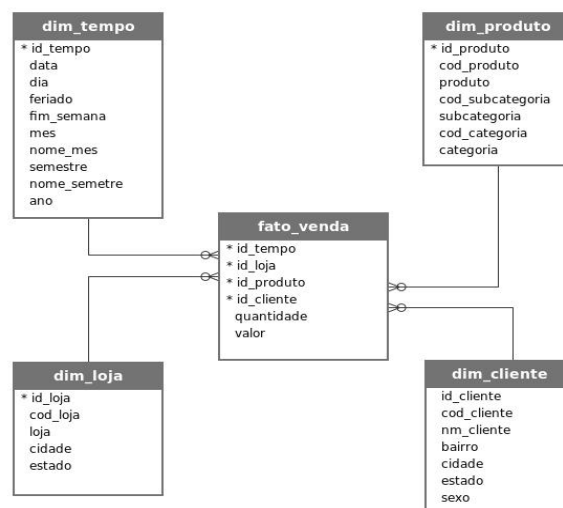 dim_tempo
* id_tempo
data
dia
feriado
fim_semana
mes
nome_mes
semestre
nome_semetre
ano
dim_produto
* id_produto
cod_produto
produto
cod_subcategoria
subcategoria
cod_categoria
categoria
fato_venda
* id_tempo
* id_loja
* id_produto
* id_cliente
quantidade
valor
dim_loja
* id_loja
cod_loja
loja
cidade
estado
dim_cliente
id_cliente
cod_cliente
nm_cliente
bairro
cidade
estado
sexo